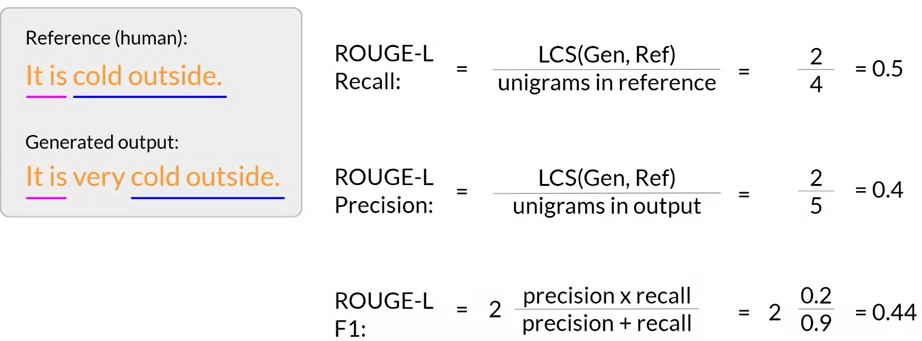 Reference (human):
It is cold outside.
Generated output:
It is very cold outside.
ROUGE-L
Recall:
=
LCS(Gen, Ref)
unigrams in reference
=
2
4
= 0.5
ROUGE-L
Precision:
=
LCS(Gen, Ref)
unigrams in output
=
2
5
= 0.4
ROUGE-L
F1:
= 2
precision x recall
precision + recall
= 2
0.2
0.9
= 0.44